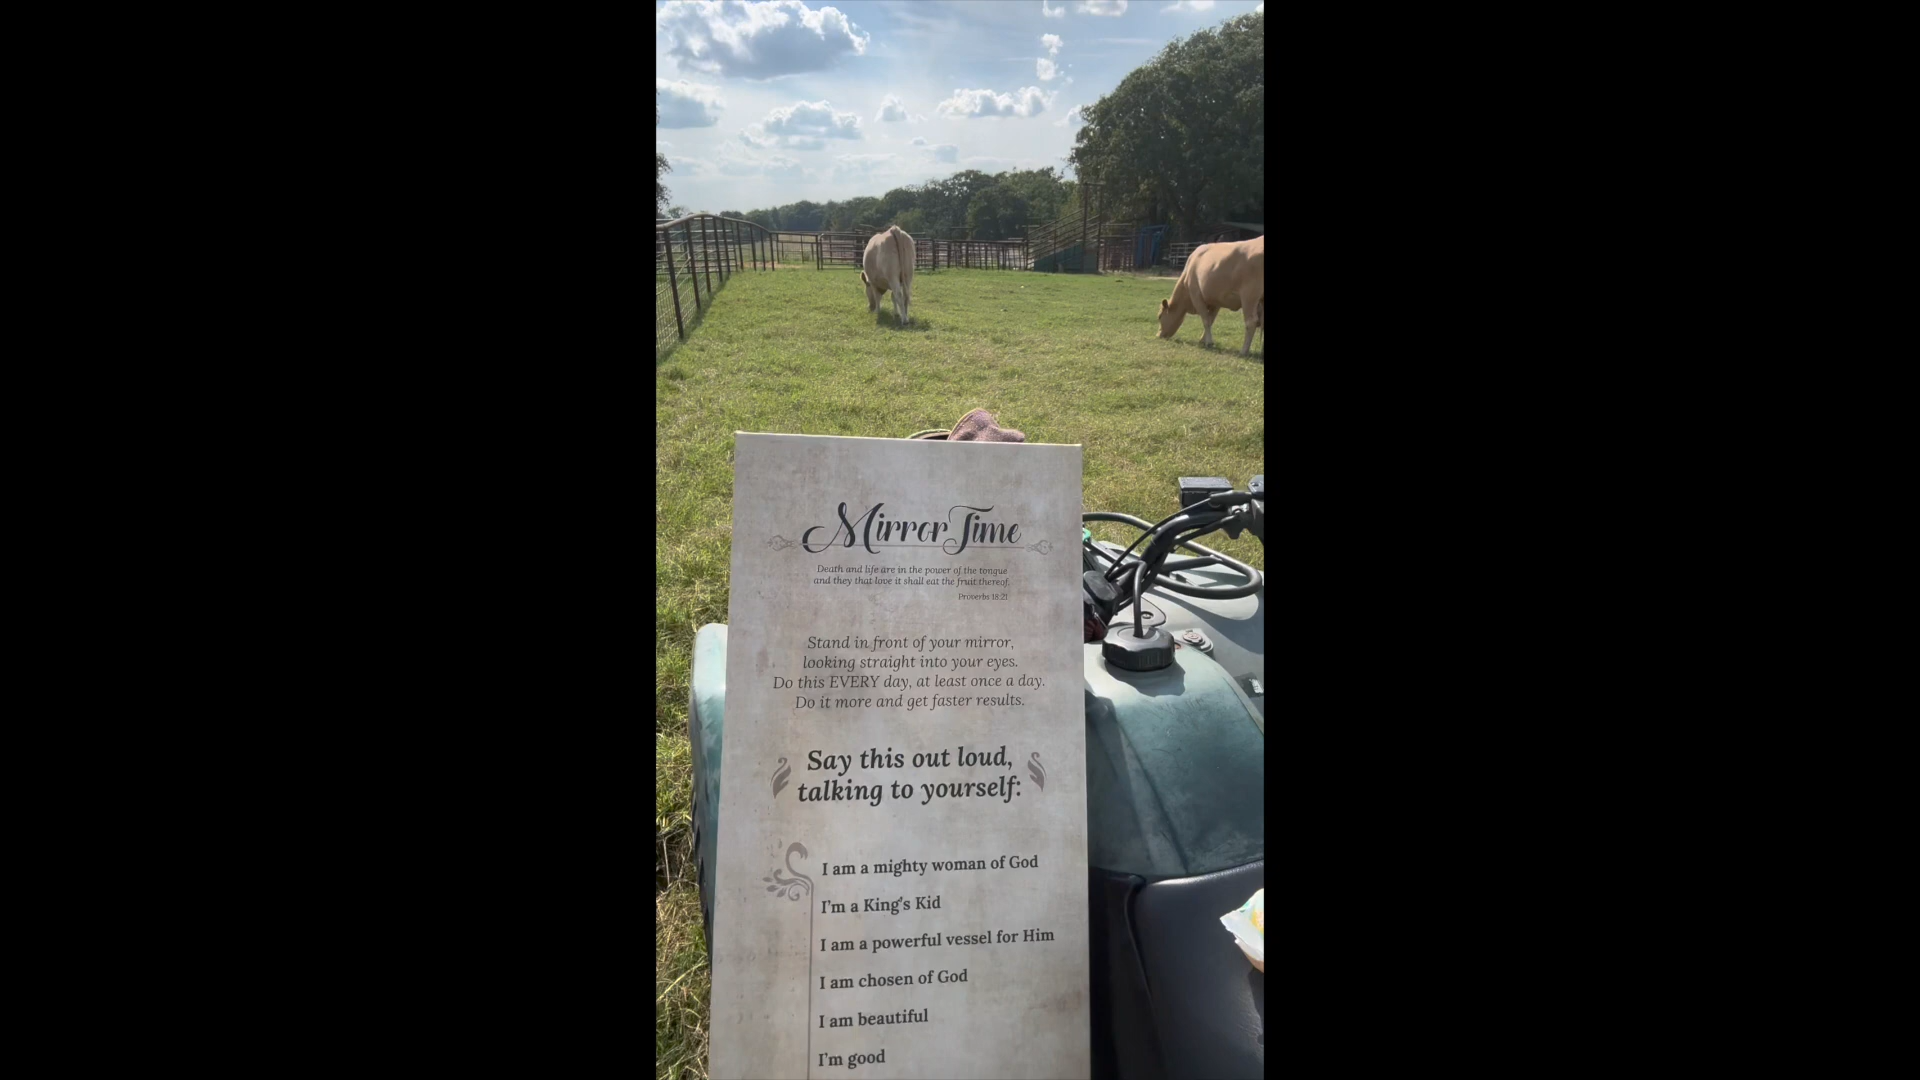 Mirror Time
Death and life are in the power of the tongue
and they that love it shall eat the fruit thereof.
Proverbs 18:21
Stand in front of your mirror,
looking straight into your eyes.
Do this EVERY day, at least once a day.
Do it more and get faster results.
Say this out loud,
talking to yourself:
I am a mighty woman of God
I'm a King's Kid
I am a powerful vessel for Him
I am chosen of God
I am beautiful
I'm good